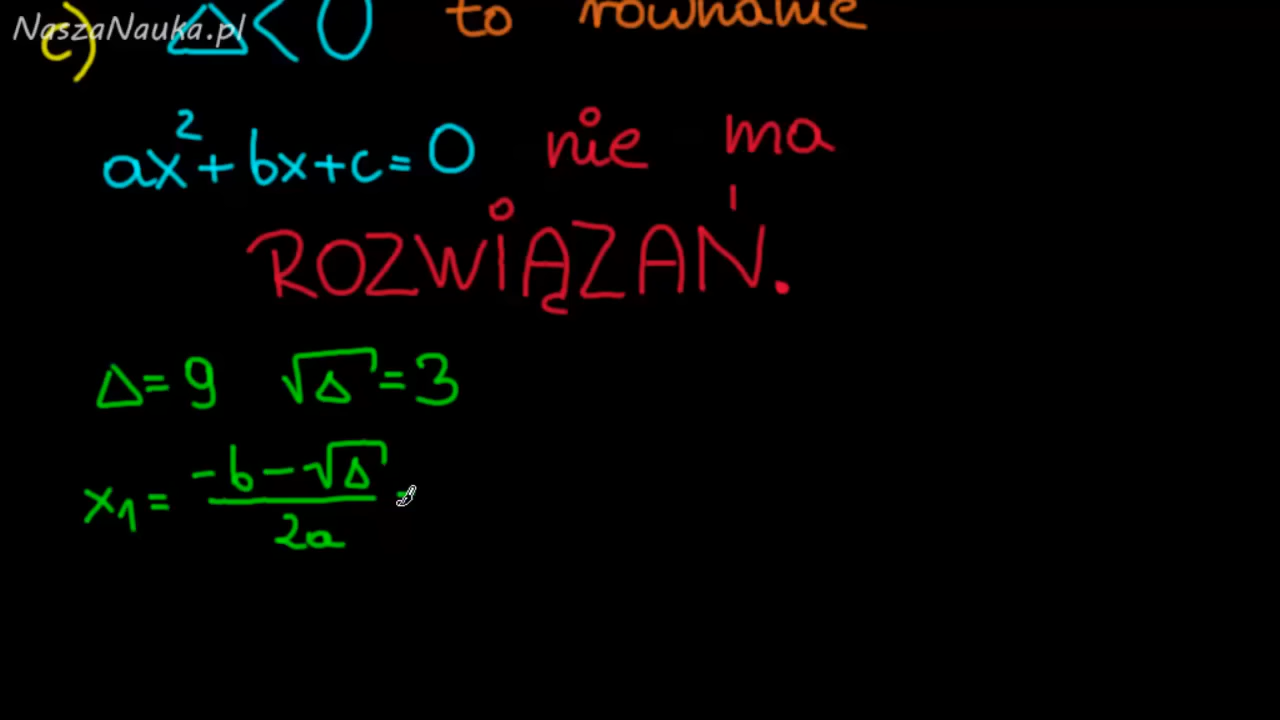 NaszaNauka.pl
c) Δ<0 to równanie
ax²+bx+c=0 nie ma
ROZWIĄZAŃ.
Δ=9 √Δ=3
x₁= (-b-√Δ)/2a =